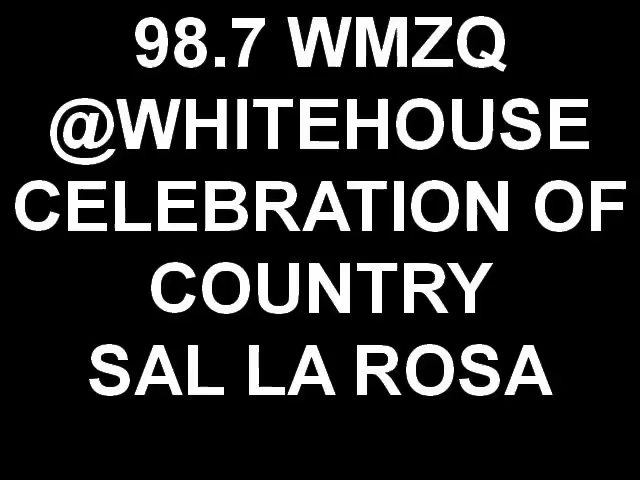 98.7 WMZQ
@WHITEHOUSE
CELEBRATION OF
COUNTRY
SAL LA ROSA